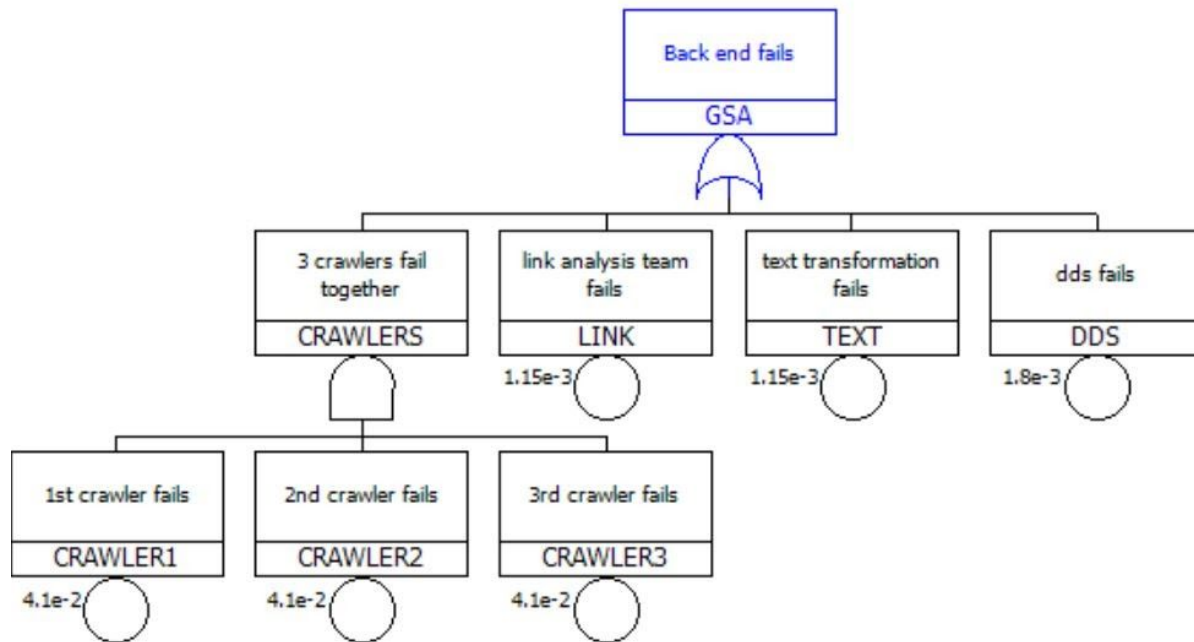 Back end fails
GSA
3 crawlers fail
together
CRAWLERS
link analysis team
fails
LINK
text transformation
fails
TEXT
dds fails
DDS
1.15e-3
1.15e-3
1.8e-3
1st crawler fails
CRAWLER1
2nd crawler fails
CRAWLER2
3rd crawler fails
CRAWLER3
4.1e-2
4.1e-2
4.1e-2